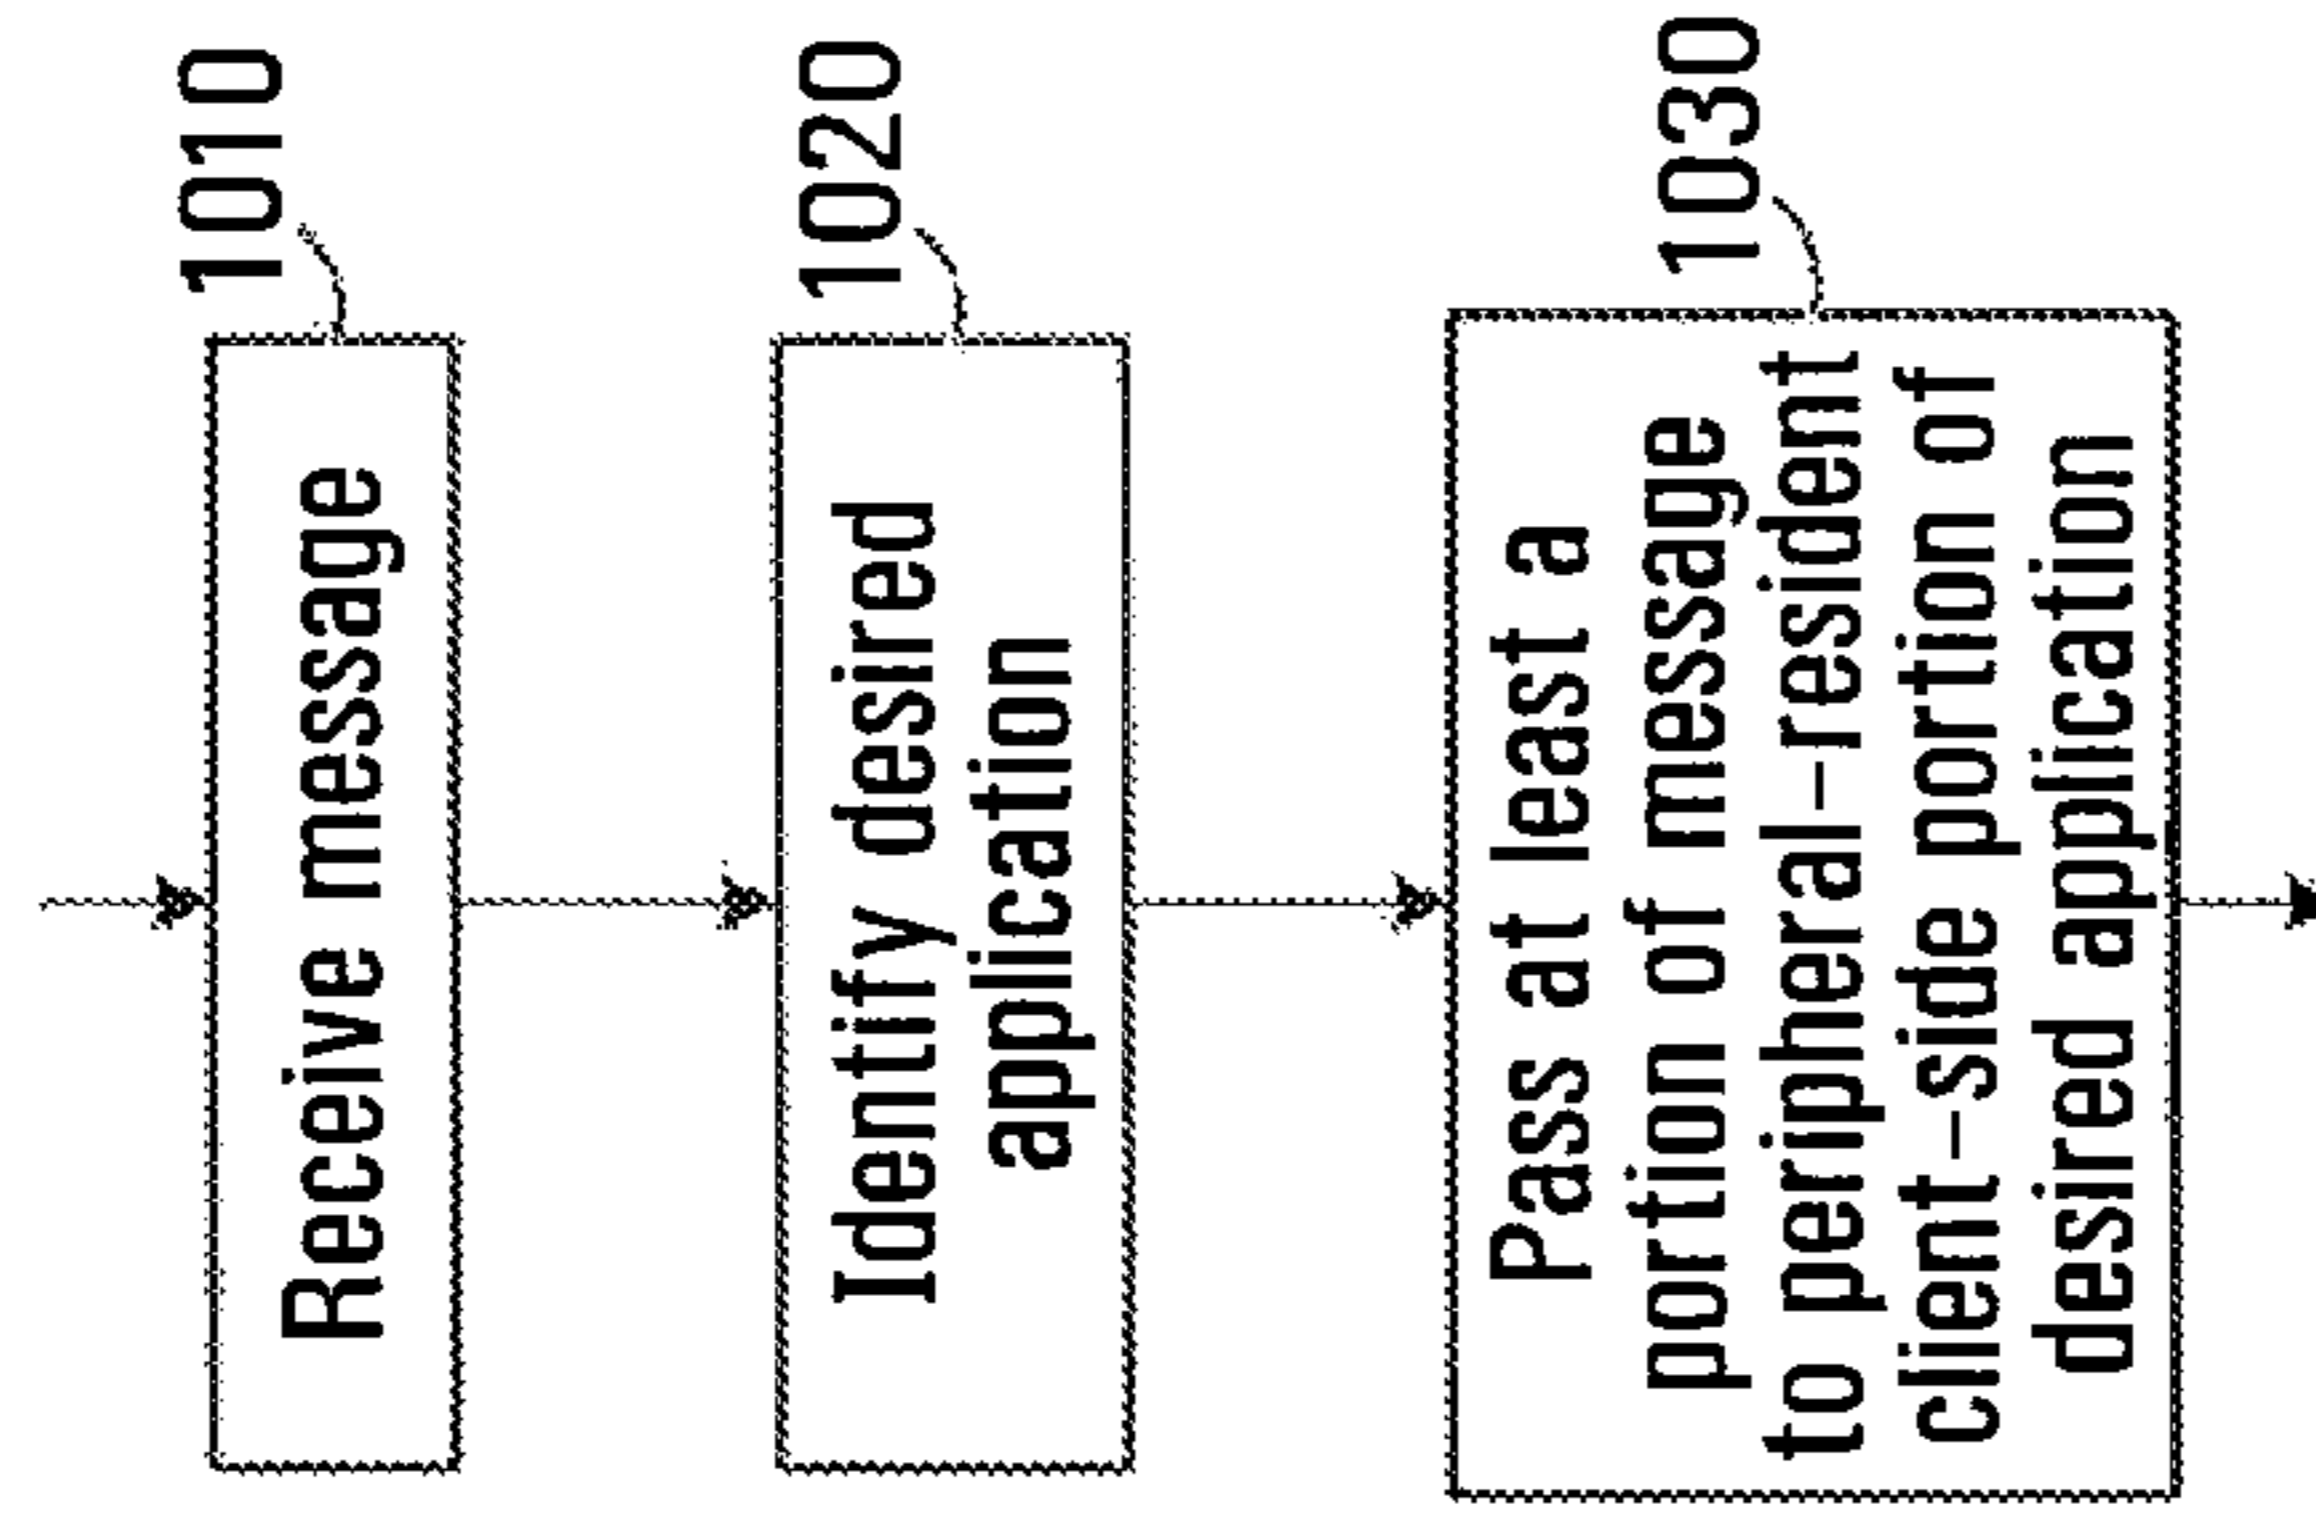 1010
Receive message
1020
Identify desired
application
1030
Pass at least a
portion of message
to peripheral-resident
client-side portion of
desired application